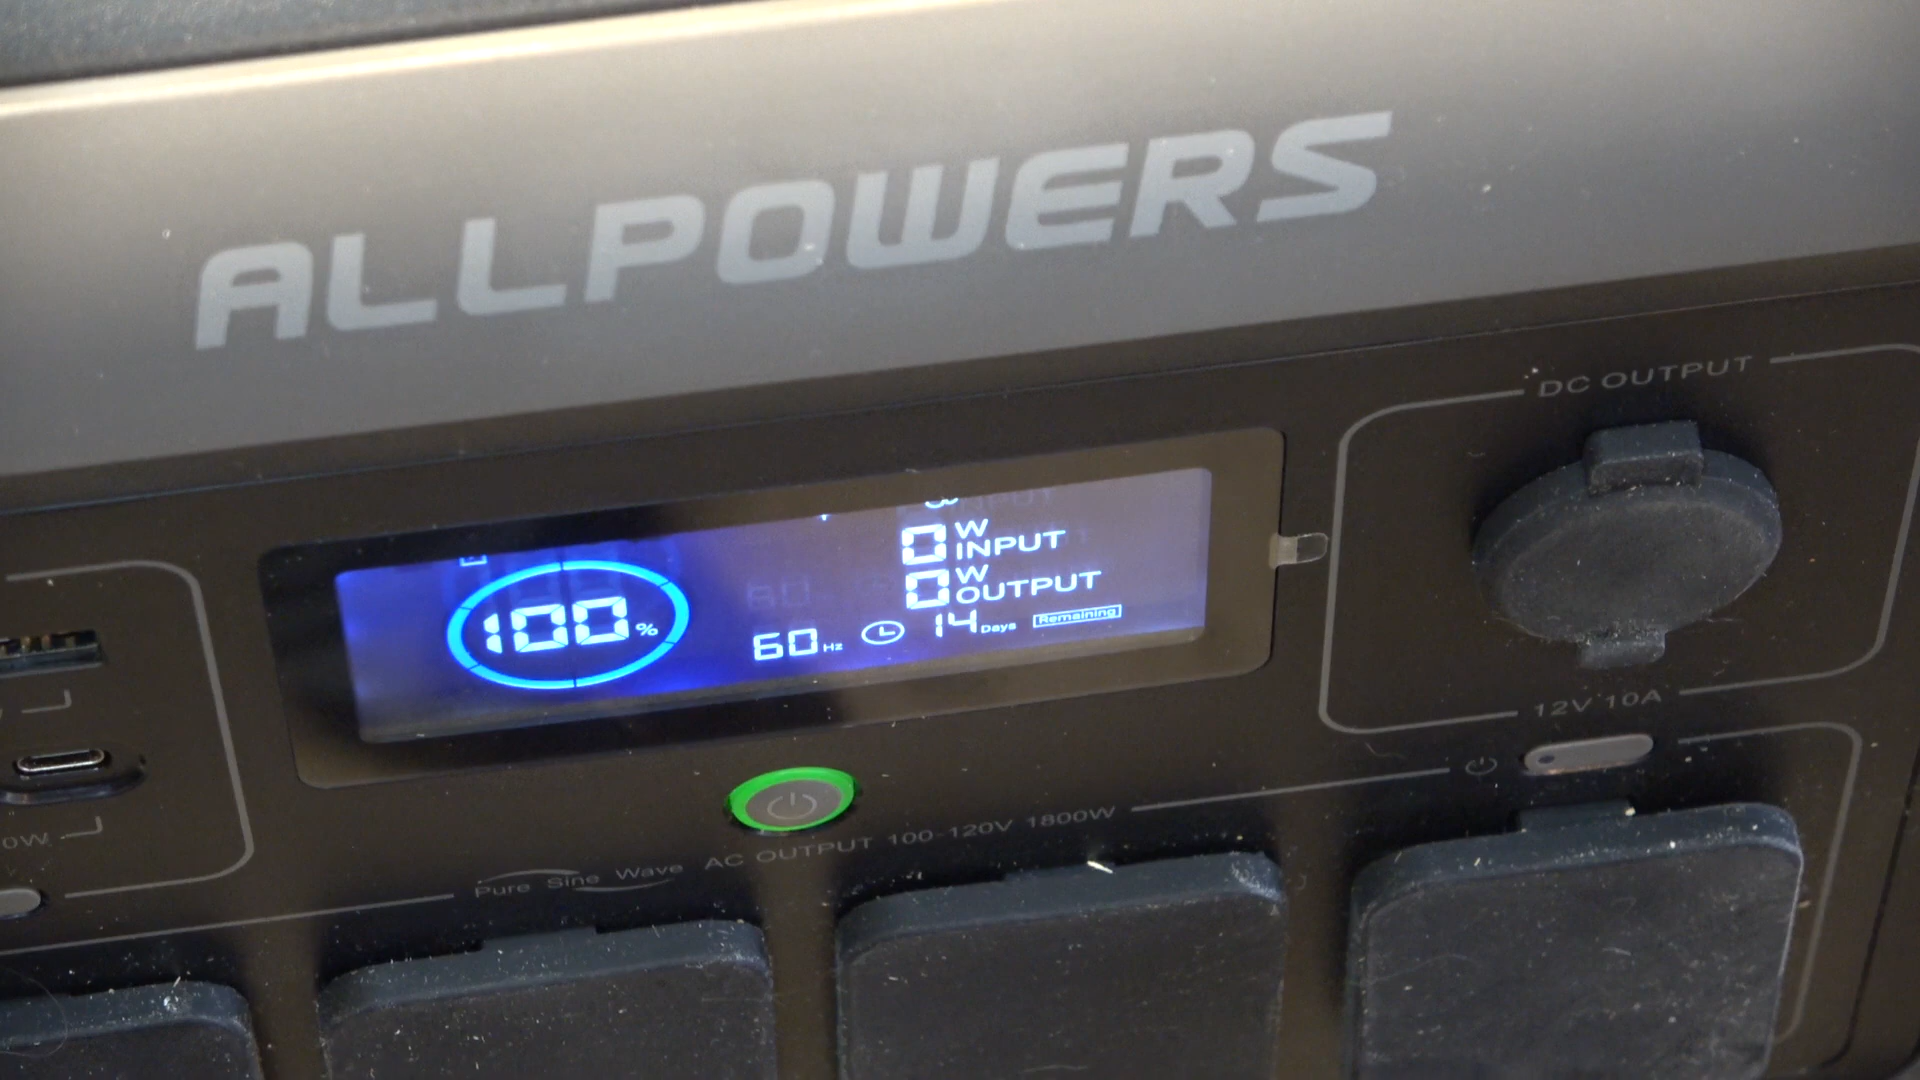 ALLPOWERS
DC OUTPUT
0 W
INPUT
0 W
OUTPUT
100%
60Hz 14 Days Remaining
12V 10A
0W
Pure Sine Wave AC OUTPUT 100-120V 1800W